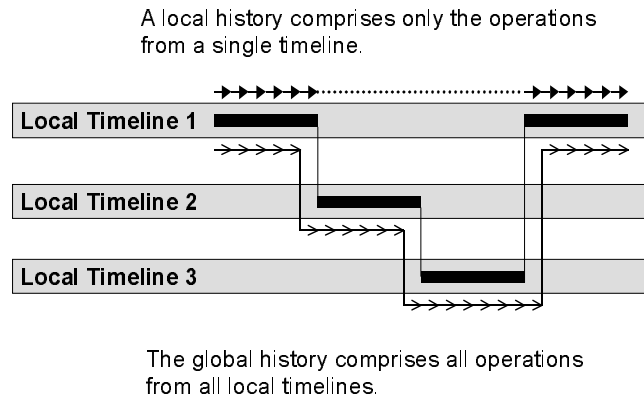 A local history comprises only the operations
from a single timeline.
Local Timeline 1
Local Timeline 2
Local Timeline 3
The global history comprises all operations
from all local timelines.